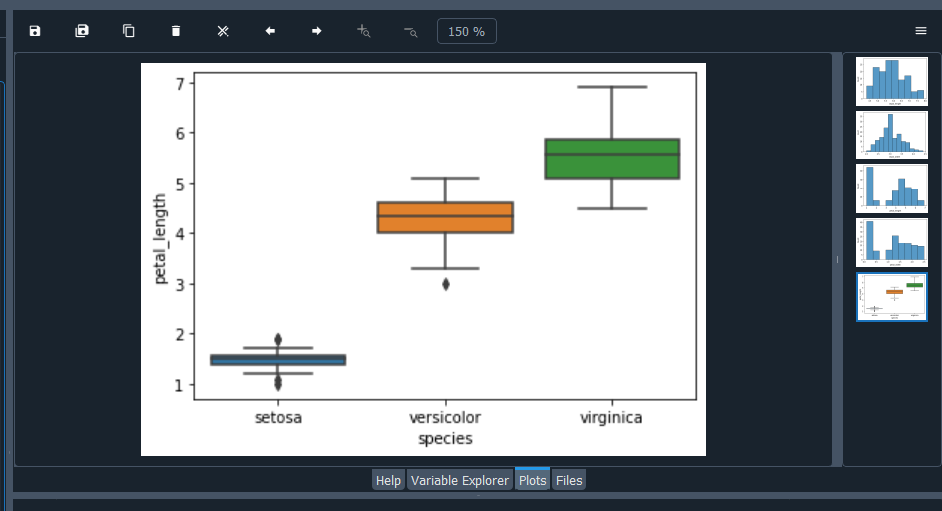 150 %
7
6
5
4
3
2
1
petal_length
setosa versicolor virginica
species
Help Variable Explorer Plots Files